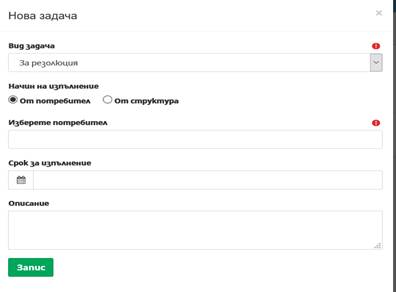 Нова задача
×
Вид задача
За резолюция
Начин на изпълнение
От потребител От структура
Изберете потребител
Срок за изпълнение
Описание
Запис